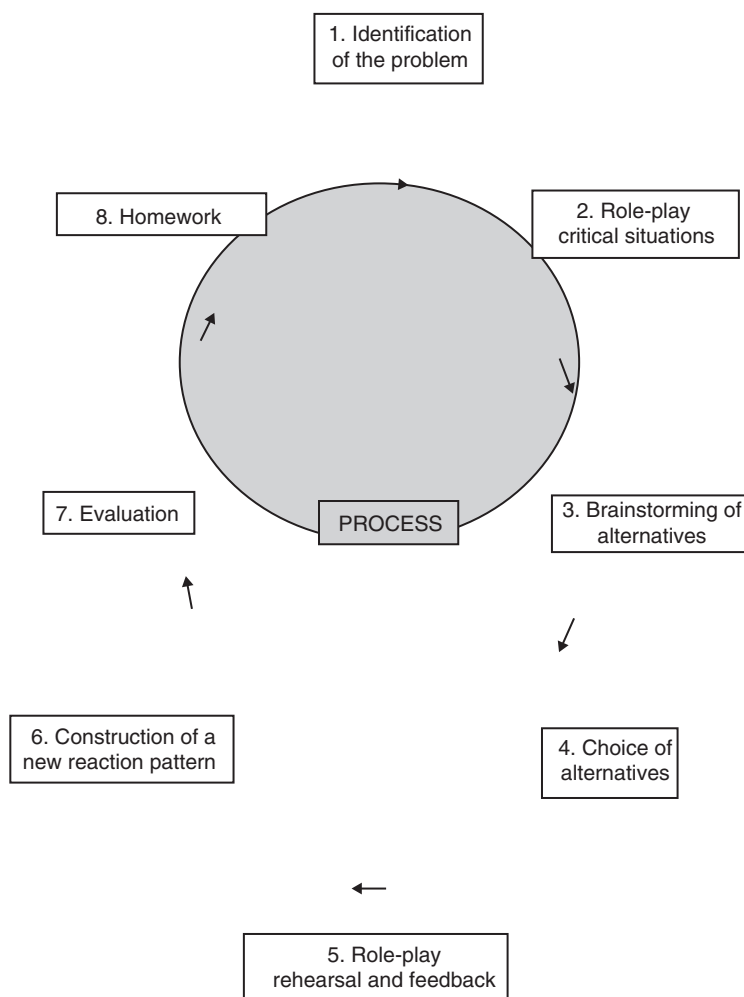 1. Identification
of the problem
2. Role-play
critical situations
3. Brainstorming of
alternatives
4. Choice of
alternatives
5. Role-play
rehearsal and feedback
6. Construction of a
new reaction pattern
7. Evaluation
8. Homework
PROCESS